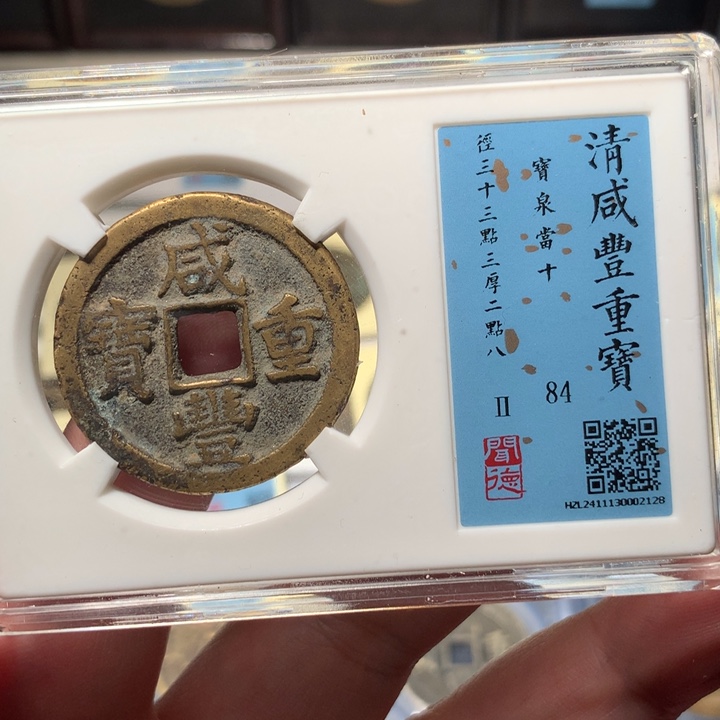 咸豐重寶
清咸豐重寶
寶泉當十
84
徑三十三點三厚二點八
II
聞德
HZL2411130002128